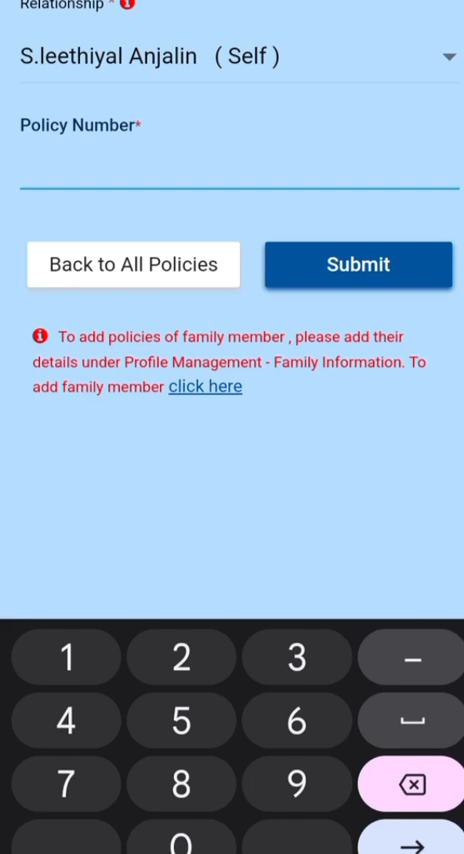 Relationship *
S.leethiyal Anjalin ( Self )
Policy Number*
Back to All Policies
Submit
To add policies of family member , please add their
details under Profile Management - Family Information. To
add family member click here
1 2 3 –
4 5 6
7 8 9
0